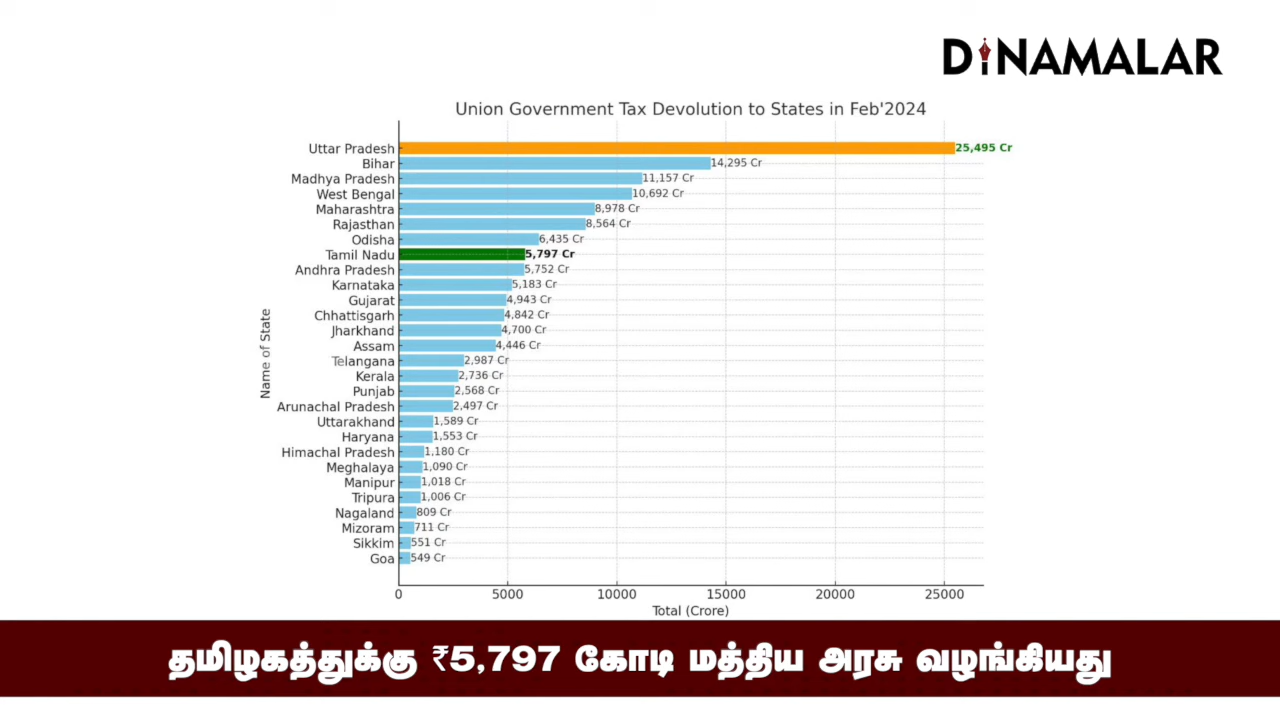 DINAMALAR
Union Government Tax Devolution to States in Feb'2024
Name of State
Uttar Pradesh 25,495 Cr
Bihar 14,295 Cr
Madhya Pradesh 11,157 Cr
West Bengal 10,692 Cr
Maharashtra 8,978 Cr
Rajasthan 8,564 Cr
Odisha 6,435 Cr
Tamil Nadu 5,797 Cr
Andhra Pradesh 5,752 Cr
Karnataka 5,183 Cr
Gujarat 4,943 Cr
Chhattisgarh 4,842 Cr
Jharkhand 4,700 Cr
Assam 4,446 Cr
Telangana 2,987 Cr
Kerala 2,736 Cr
Punjab 2,568 Cr
Arunachal Pradesh 2,497 Cr
Uttarakhand 1,589 Cr
Haryana 1,553 Cr
Himachal Pradesh 1,180 Cr
Meghalaya 1,090 Cr
Manipur 1,018 Cr
Tripura 1,006 Cr
Nagaland 809 Cr
Mizoram 711 Cr
Sikkim 551 Cr
Goa 549 Cr
0 5000 10000 15000 20000 25000
Total (Crore)
தமிழகத்துக்கு ₹5,797 கோடி மத்திய அரசு வழங்கியது